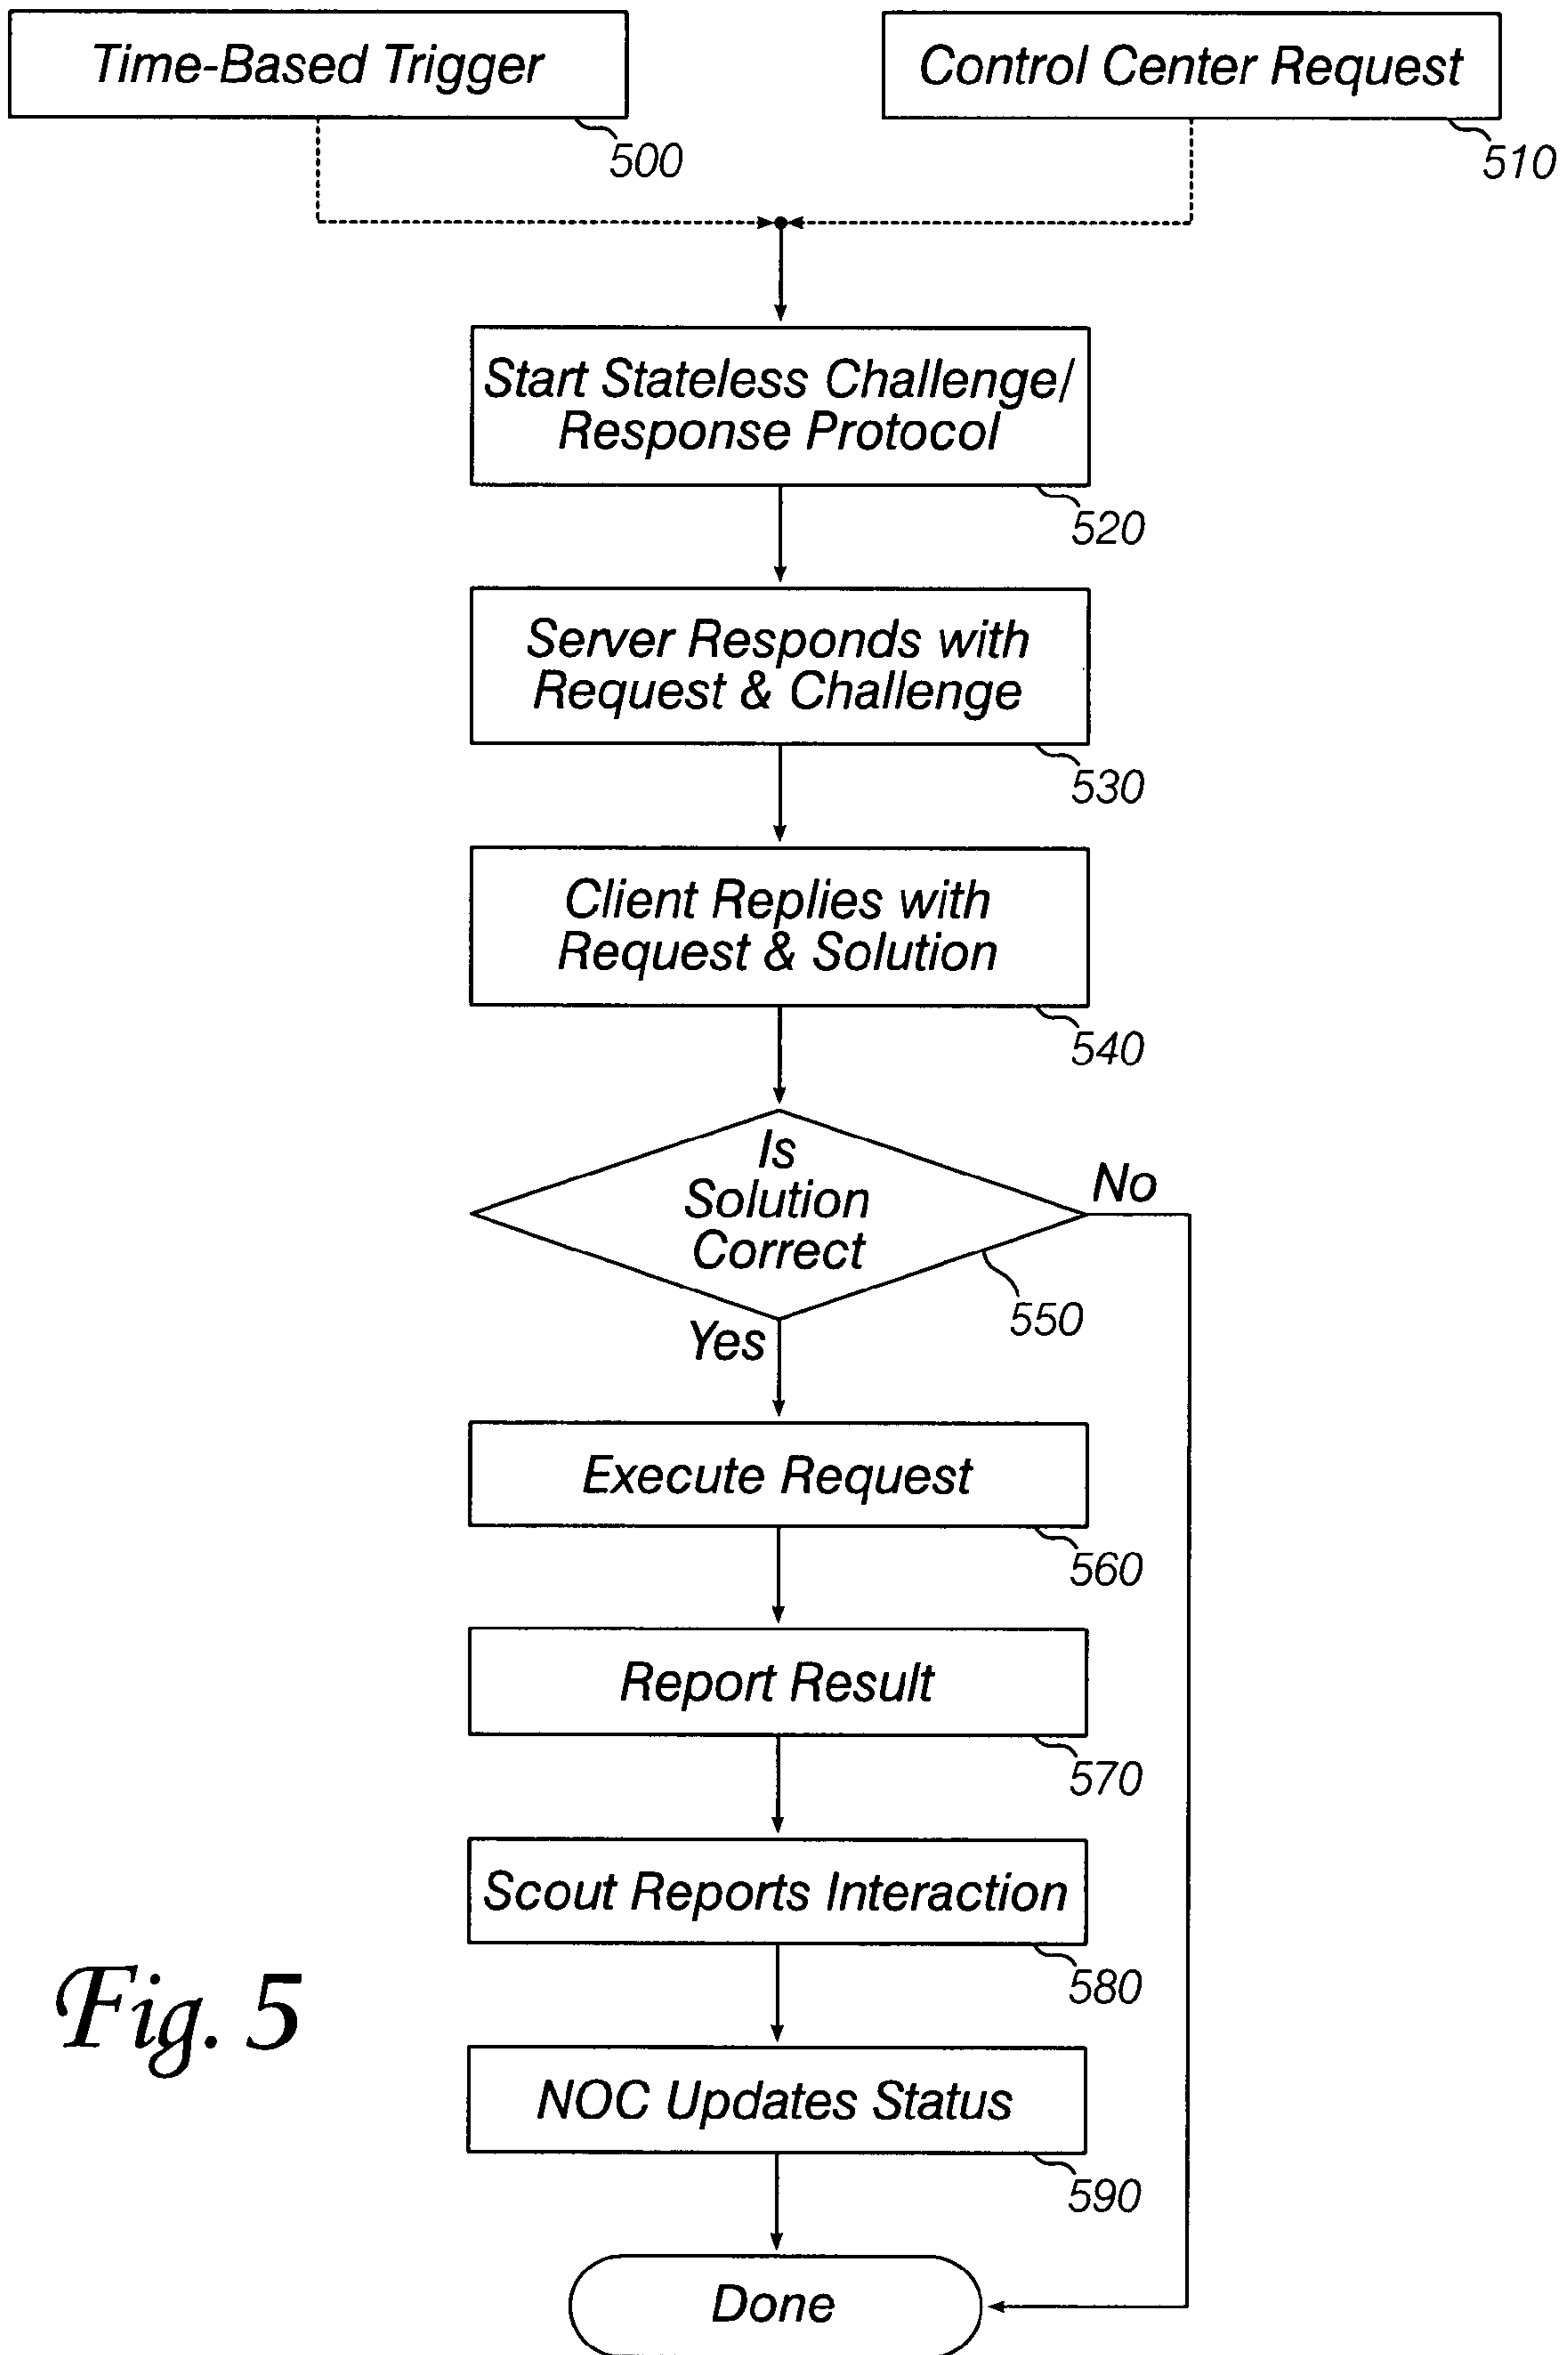 Time-Based Trigger
500
Control Center Request
510
Start Stateless Challenge/
Response Protocol
520
Server Responds with
Request & Challenge
530
Client Replies with
Request & Solution
540
Is
Solution
Correct
No
550
Yes
Execute Request
560
Report Result
570
Scout Reports Interaction
580
NOC Updates Status
590
Done
Fig. 5